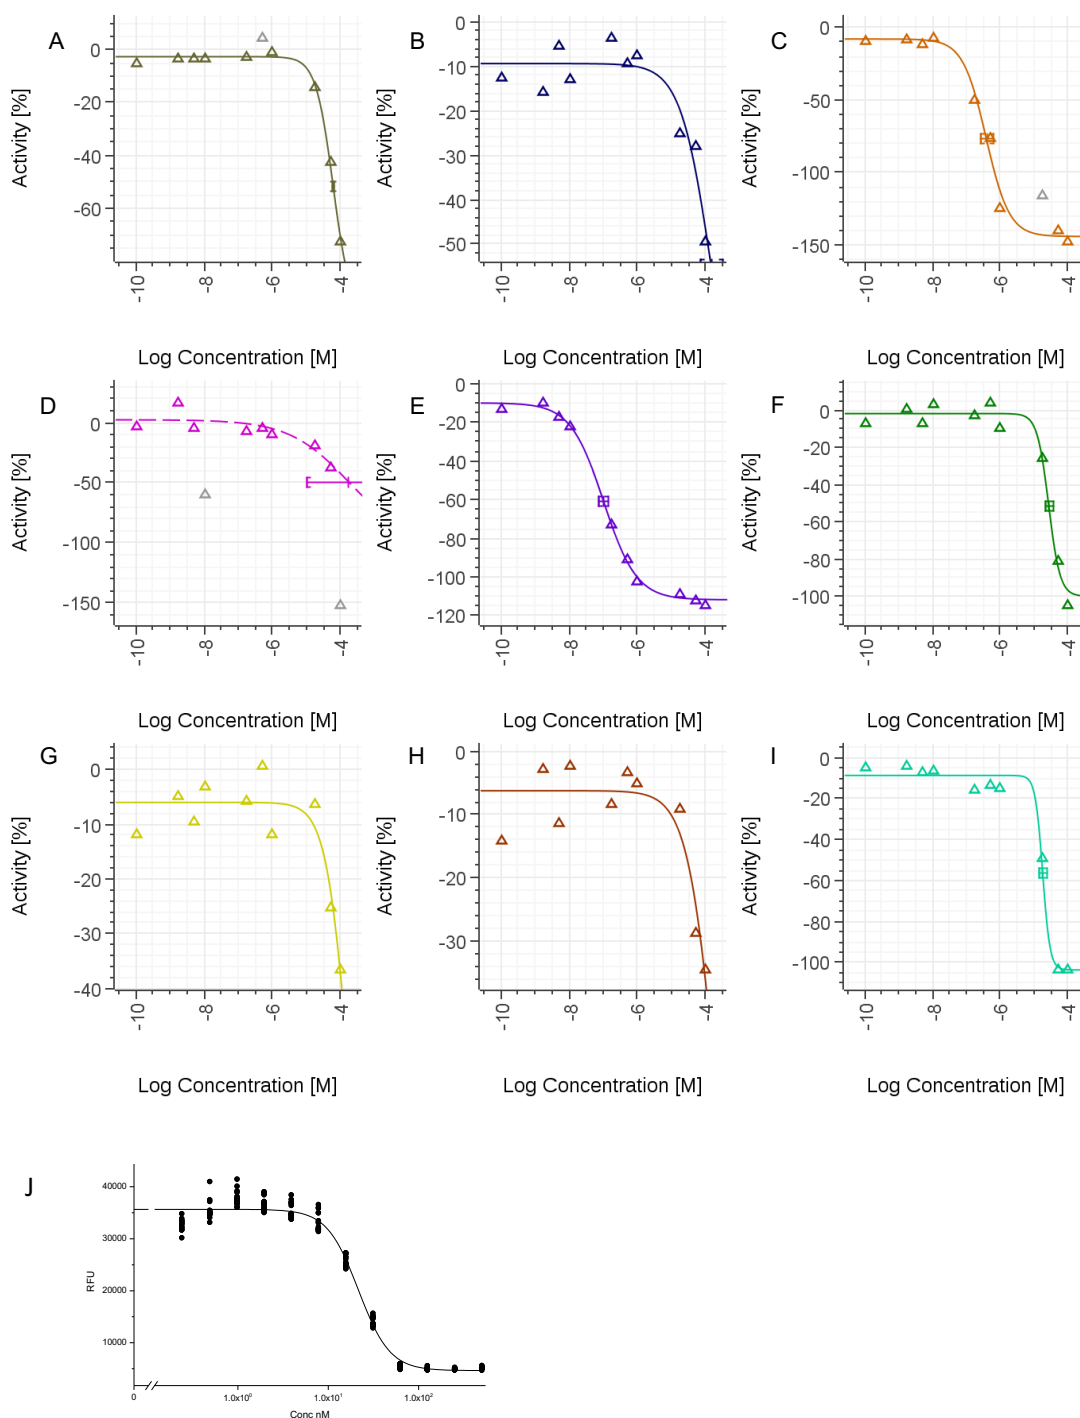 A B C
0 0 0
-20 -10 -50
-40 -20 -100
-60 -30 -150
-40
-50
Activity [%] Activity [%] Activity [%]
-10 -8 -6 -4 -10 -8 -6 -4 -10 -8 -6 -4
Log Concentration [M] Log Concentration [M] Log Concentration [M]
D E F
0 0 0
-50 -20 -20
-100 -40 -40
-150 -60 -60
-80 -80
-100 -100
-120
Activity [%] Activity [%] Activity [%]
-10 -8 -6 -4 -10 -8 -6 -4 -10 -8 -6 -4
Log Concentration [M] Log Concentration [M] Log Concentration [M]
G H I
0 0 0
-10 -10 -20
-20 -20 -40
-30 -30 -60
-40 -80
-100
Activity [%] Activity [%] Activity [%]
-10 -8 -6 -4 -10 -8 -6 -4 -10 -8 -6 -4
Log Concentration [M] Log Concentration [M] Log Concentration [M]
J
40000
30000
RFU
20000
10000
0 1.0x10⁰ 1.0x10¹ 1.0x10²
Conc nM